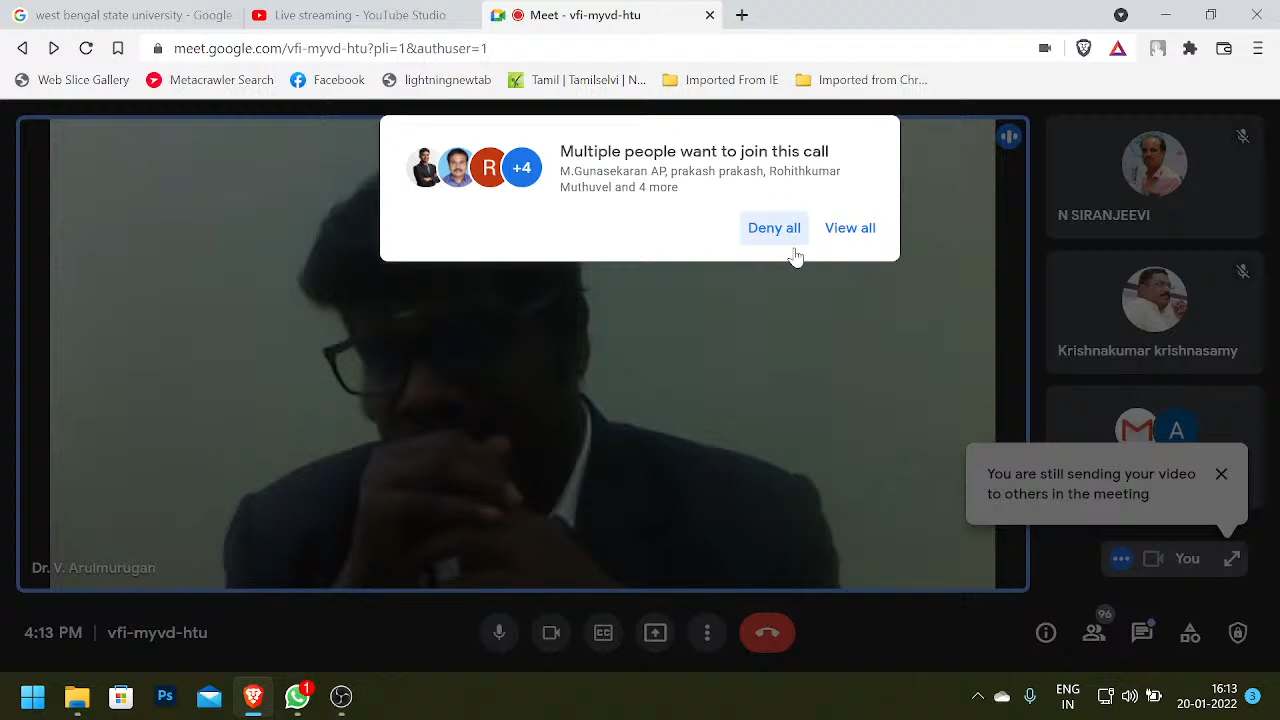 west bengal state university - Google
Live streaming - YouTube Studio
Meet - vfi-myvd-htu
meet.google.com/vfi-myvd-htu?pli=1&authuser=1
Web Slice Gallery
Metacrawler Search
Facebook
lightningnewtab
Tamil | Tamilselvi | N...
Imported From IE
Imported from Chr...
Multiple people want to join this call
M.Gunasekaran AP, prakash prakash, Rohithkumar
Muthuvel and 4 more
R
+4
Deny all
View all
N SIRANJEEVI
Krishnakumar krishnasamy
A
You are still sending your video
to others in the meeting
You
Dr. V. Arulmurugan
4:13 PM | vfi-myvd-htu
96
Ps
1
ENG
IN
16:13
20-01-2022
3